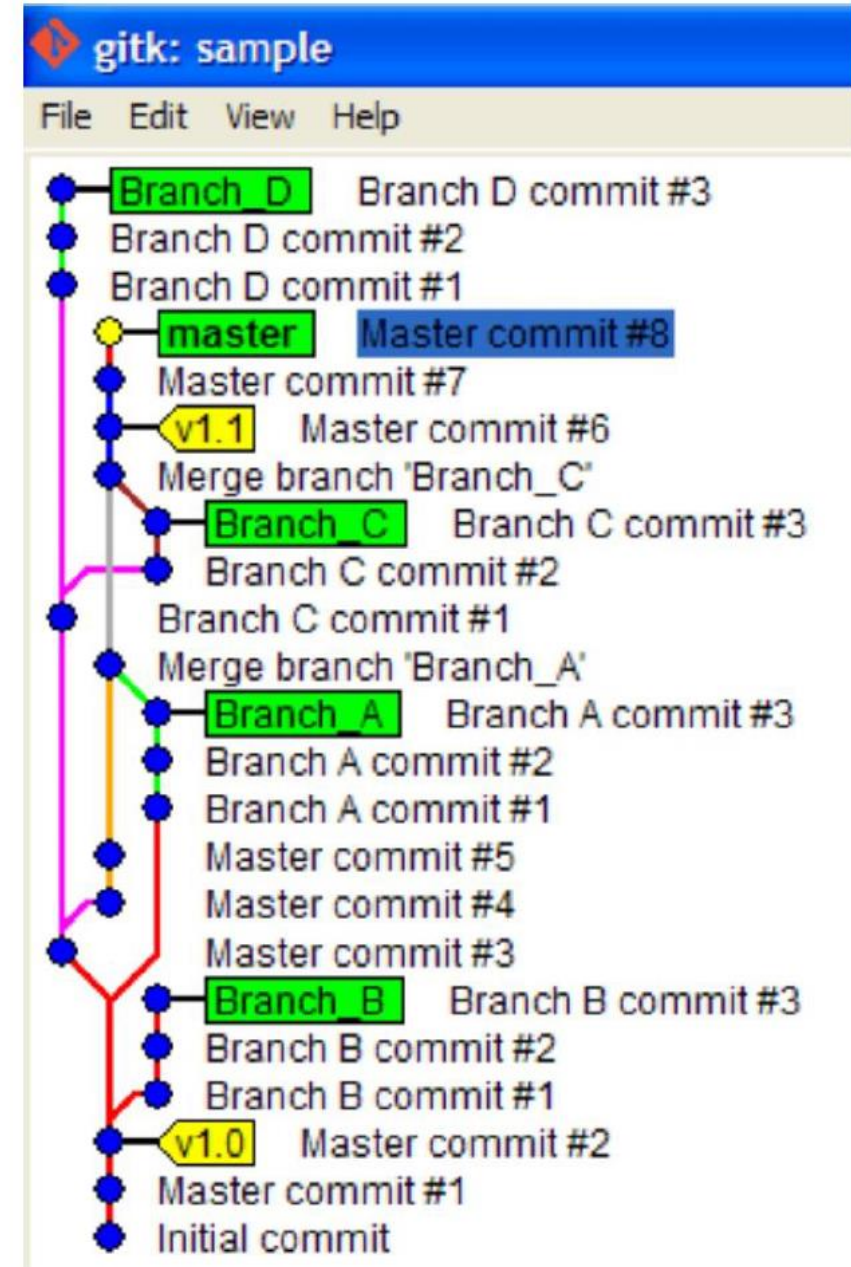 gitk: sample
File Edit View Help
Branch_D Branch D commit #3
Branch D commit #2
Branch D commit #1
master Master commit #8
Master commit #7
v1.1 Master commit #6
Merge branch 'Branch_C'
Branch_C Branch C commit #3
Branch C commit #2
Branch C commit #1
Merge branch 'Branch_A'
Branch_A Branch A commit #3
Branch A commit #2
Branch A commit #1
Master commit #5
Master commit #4
Master commit #3
Branch_B Branch B commit #3
Branch B commit #2
Branch B commit #1
v1.0 Master commit #2
Master commit #1
Initial commit